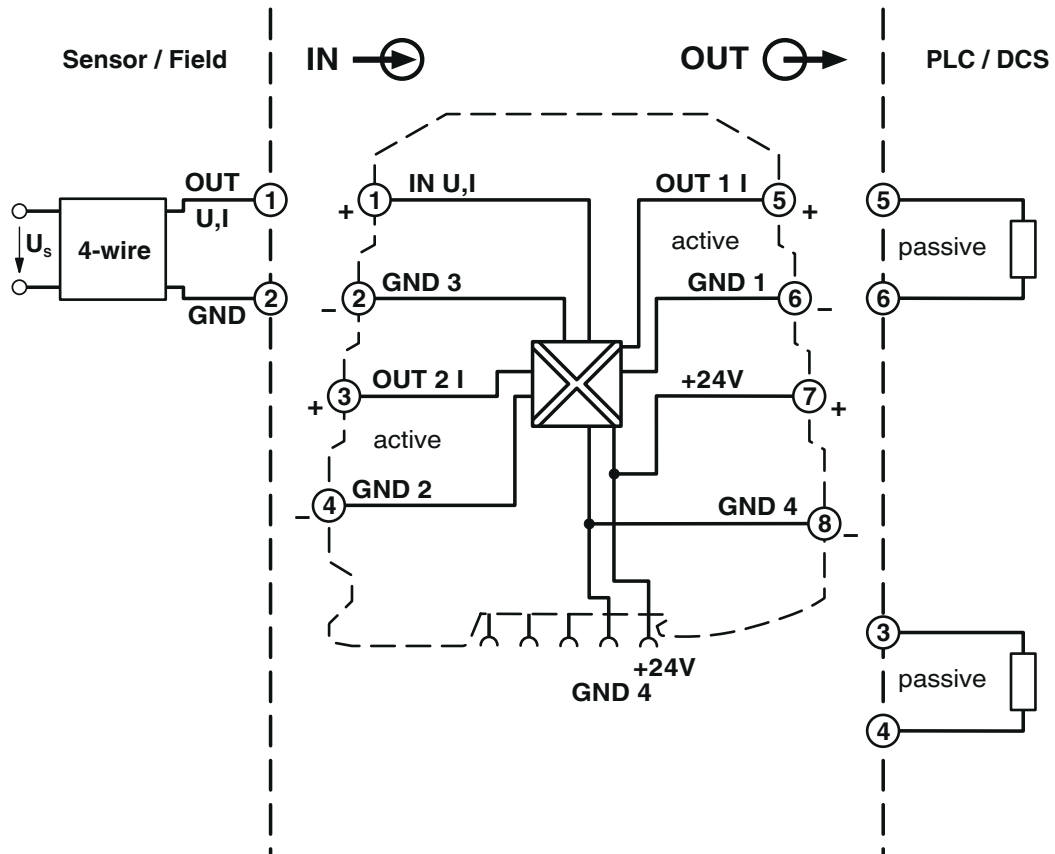 Sensor / Field
IN
OUT
PLC / DCS
OUT
U,I
1
Us
4-wire
2
GND
1
+
IN U,I
OUT 1 I
5
+
active
2
–
GND 3
GND 1
6
–
3
+
OUT 2 I
active
+24V
7
+
4
–
GND 2
GND 4
8
–
+24V
GND 4
5
passive
6
3
passive
4